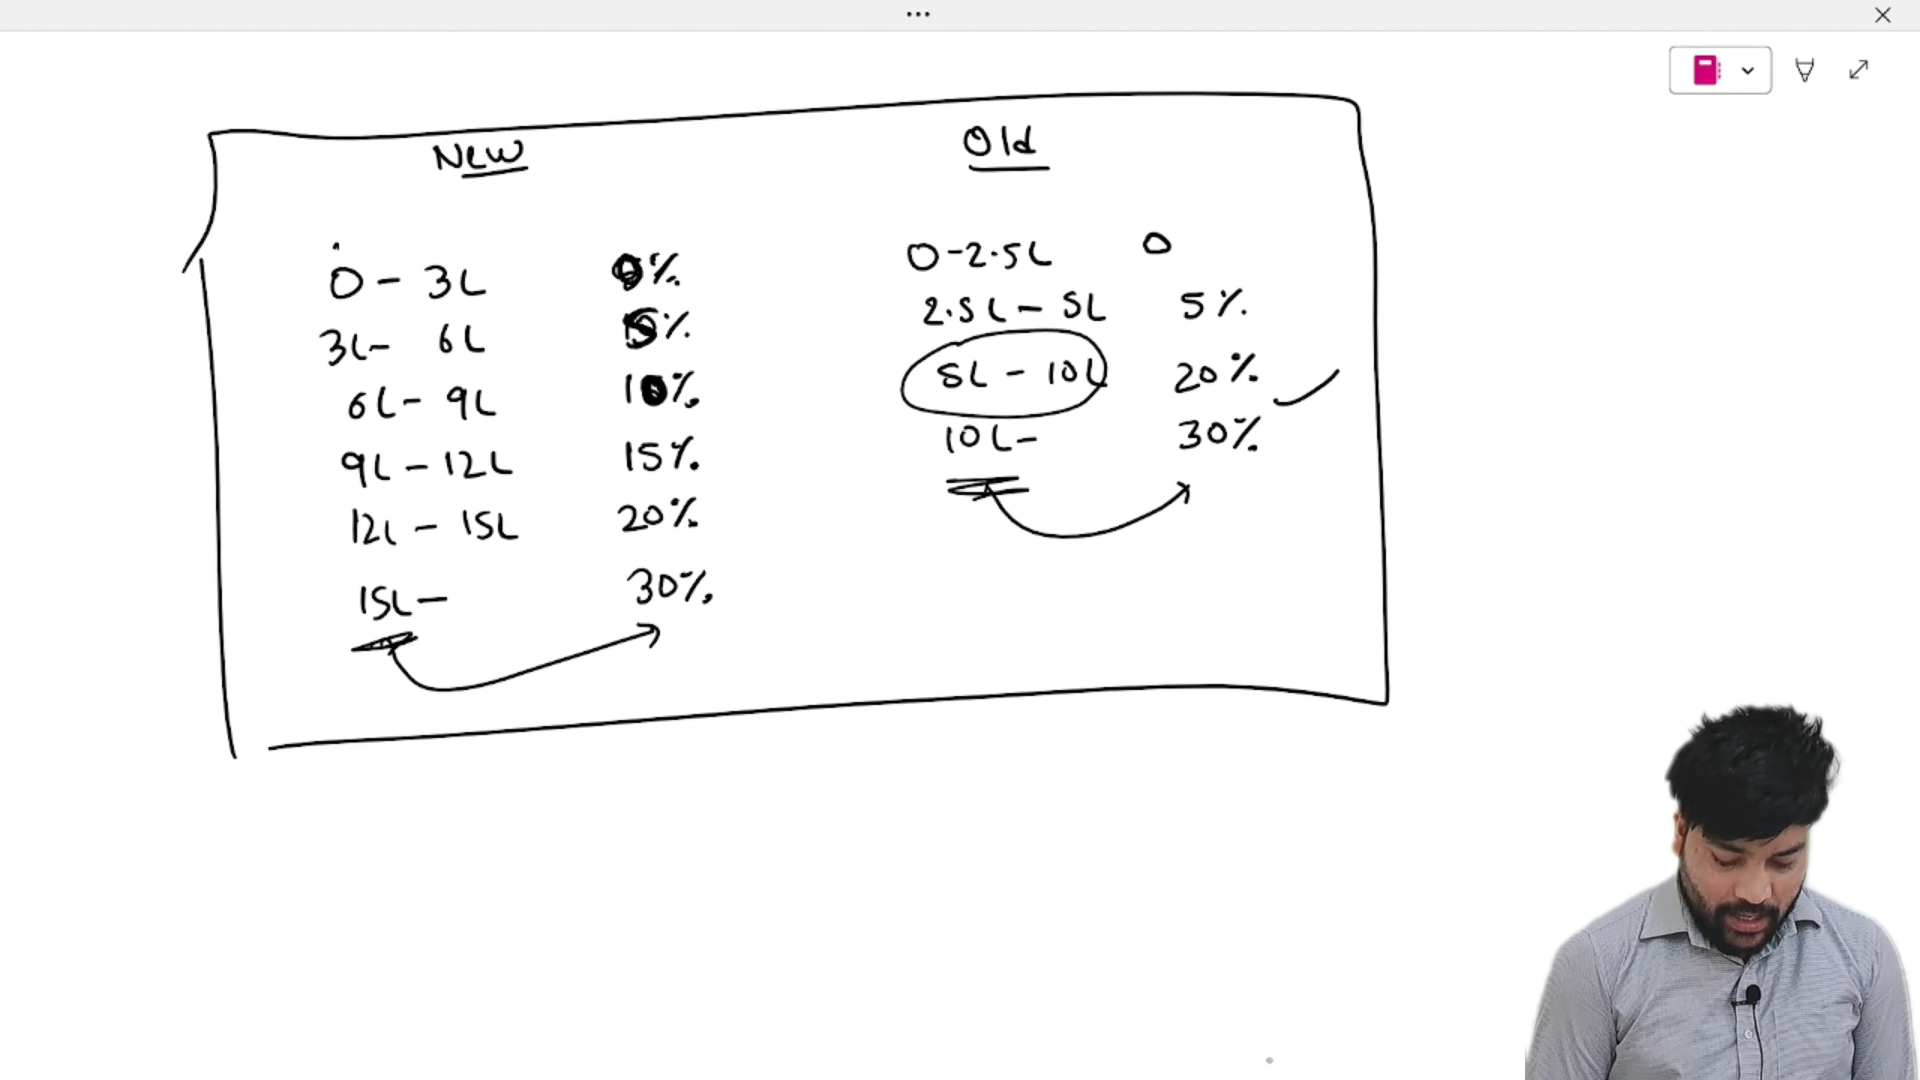 New
0 - 3L 0%
3L- 6L 5%
6L- 9L 10%
9L - 12L 15%
12L - 15L 20%
15L- 30%
Old
0-2.5L 0
2.5L - 5L 5%
5L - 10L 20%
10L- 30%